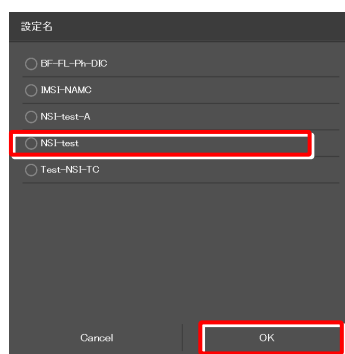 設定名
BF-FL-Ph-DIC
IMSI-NAMC
NSI-test-A
NSI-test
Test-NSI-TC
Cancel
OK